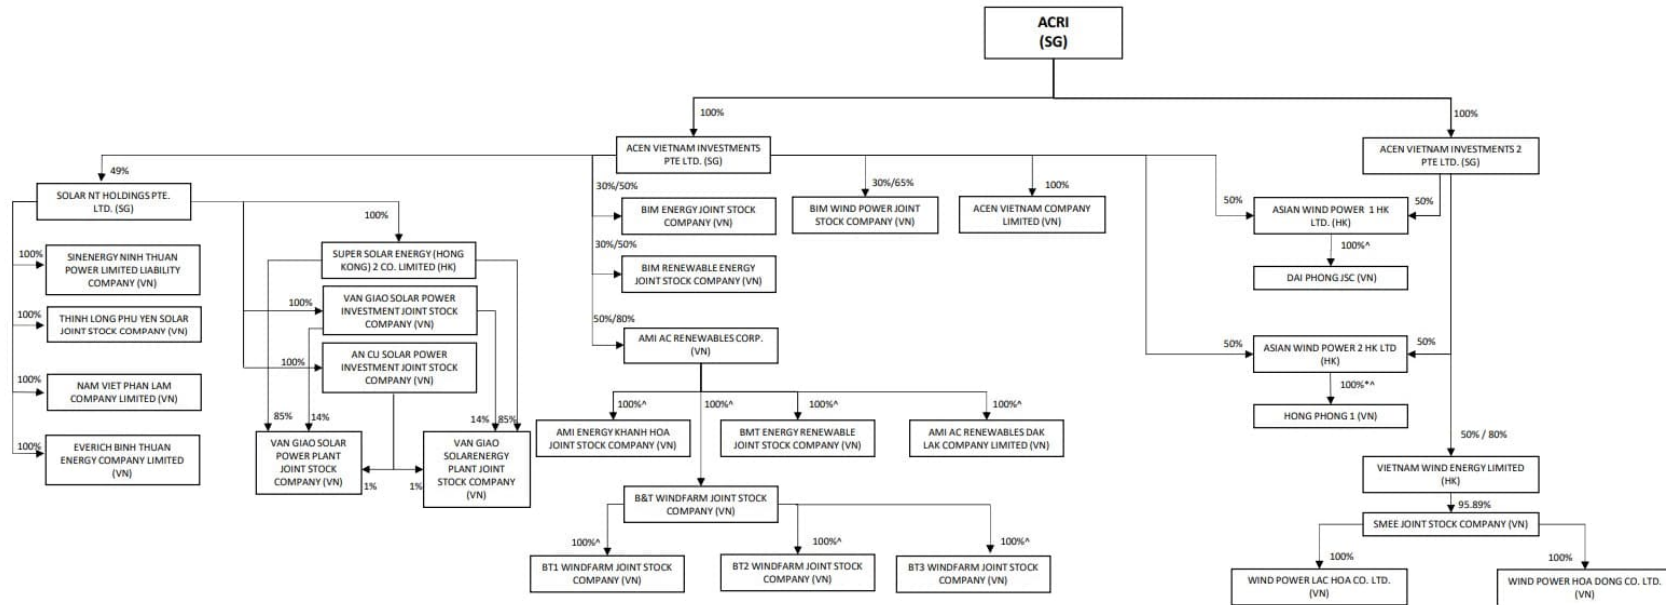 ACRI
(SG)
100%
100%
ACEN VIETNAM INVESTMENTS
PTE LTD. (SG)
ACEN VIETNAM INVESTMENTS 2
PTE LTD. (SG)
49%
SOLAR NT HOLDINGS PTE.
LTD. (SG)
100%
SINENERGY NINH THUAN
POWER LIMITED LIABILITY
COMPANY (VN)
100%
THINH LONG PHU YEN SOLAR
JOINT STOCK COMPANY (VN)
100%
NAM VIET PHAN LAM
COMPANY LIMITED (VN)
100%
EVERICH BINH THUAN
ENERGY COMPANY LIMITED
(VN)
100%
SUPER SOLAR ENERGY (HONG
KONG) 2 CO. LIMITED (HK)
100%
VAN GIAO SOLAR POWER
INVESTMENT JOINT STOCK
COMPANY (VN)
100%
AN CU SOLAR POWER
INVESTMENT JOINT STOCK
COMPANY (VN)
85%
14%
14%
85%
VAN GIAO SOLAR
POWER PLANT
JOINT STOCK
COMPANY (VN)
1%
1%
VAN GIAO
SOLARENERGY
PLANT JOINT
STOCK COMPANY
(VN)
30%/50%
BIM ENERGY JOINT STOCK
COMPANY (VN)
30%/50%
BIM RENEWABLE ENERGY
JOINT STOCK COMPANY (VN)
50%/80%
AMI AC RENEWABLES CORP.
(VN)
30%/65%
BIM WIND POWER JOINT
STOCK COMPANY (VN)
100%
ACEN VIETNAM COMPANY
LIMITED (VN)
100%^
AMI ENERGY KHANH HOA
JOINT STOCK COMPANY (VN)
100%^
100%^
BMT ENERGY RENEWABLE
JOINT STOCK COMPANY (VN)
100%^
AMI AC RENEWABLES DAK
LAK COMPANY LIMITED (VN)
B&T WINDFARM JOINT STOCK
COMPANY (VN)
100%^
BT1 WINDFARM JOINT STOCK
COMPANY (VN)
100%^
BT2 WINDFARM JOINT STOCK
COMPANY (VN)
100%^
BT3 WINDFARM JOINT STOCK
COMPANY (VN)
50%
ASIAN WIND POWER 1 HK
LTD. (HK)
50%
100%^
DAI PHONG JSC (VN)
50%
ASIAN WIND POWER 2 HK LTD
(HK)
50%
100%*^
HONG PHONG 1 (VN)
50% / 80%
VIETNAM WIND ENERGY LIMITED
(HK)
95.89%
SMEE JOINT STOCK COMPANY (VN)
100%
WIND POWER LAC HOA CO. LTD.
(VN)
100%
WIND POWER HOA DONG CO. LTD.
(VN)